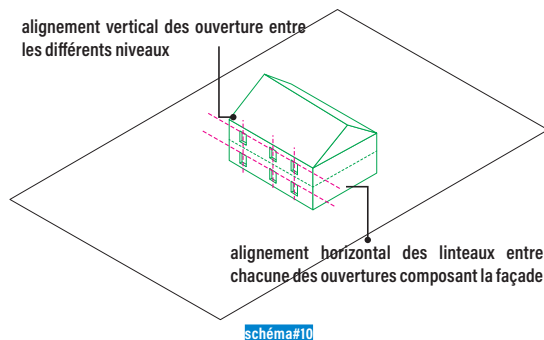 alignement vertical des ouverture entre
les différents niveaux
alignement horizontal des linteaux entre
chacune des ouvertures composant la façade
schéma#10